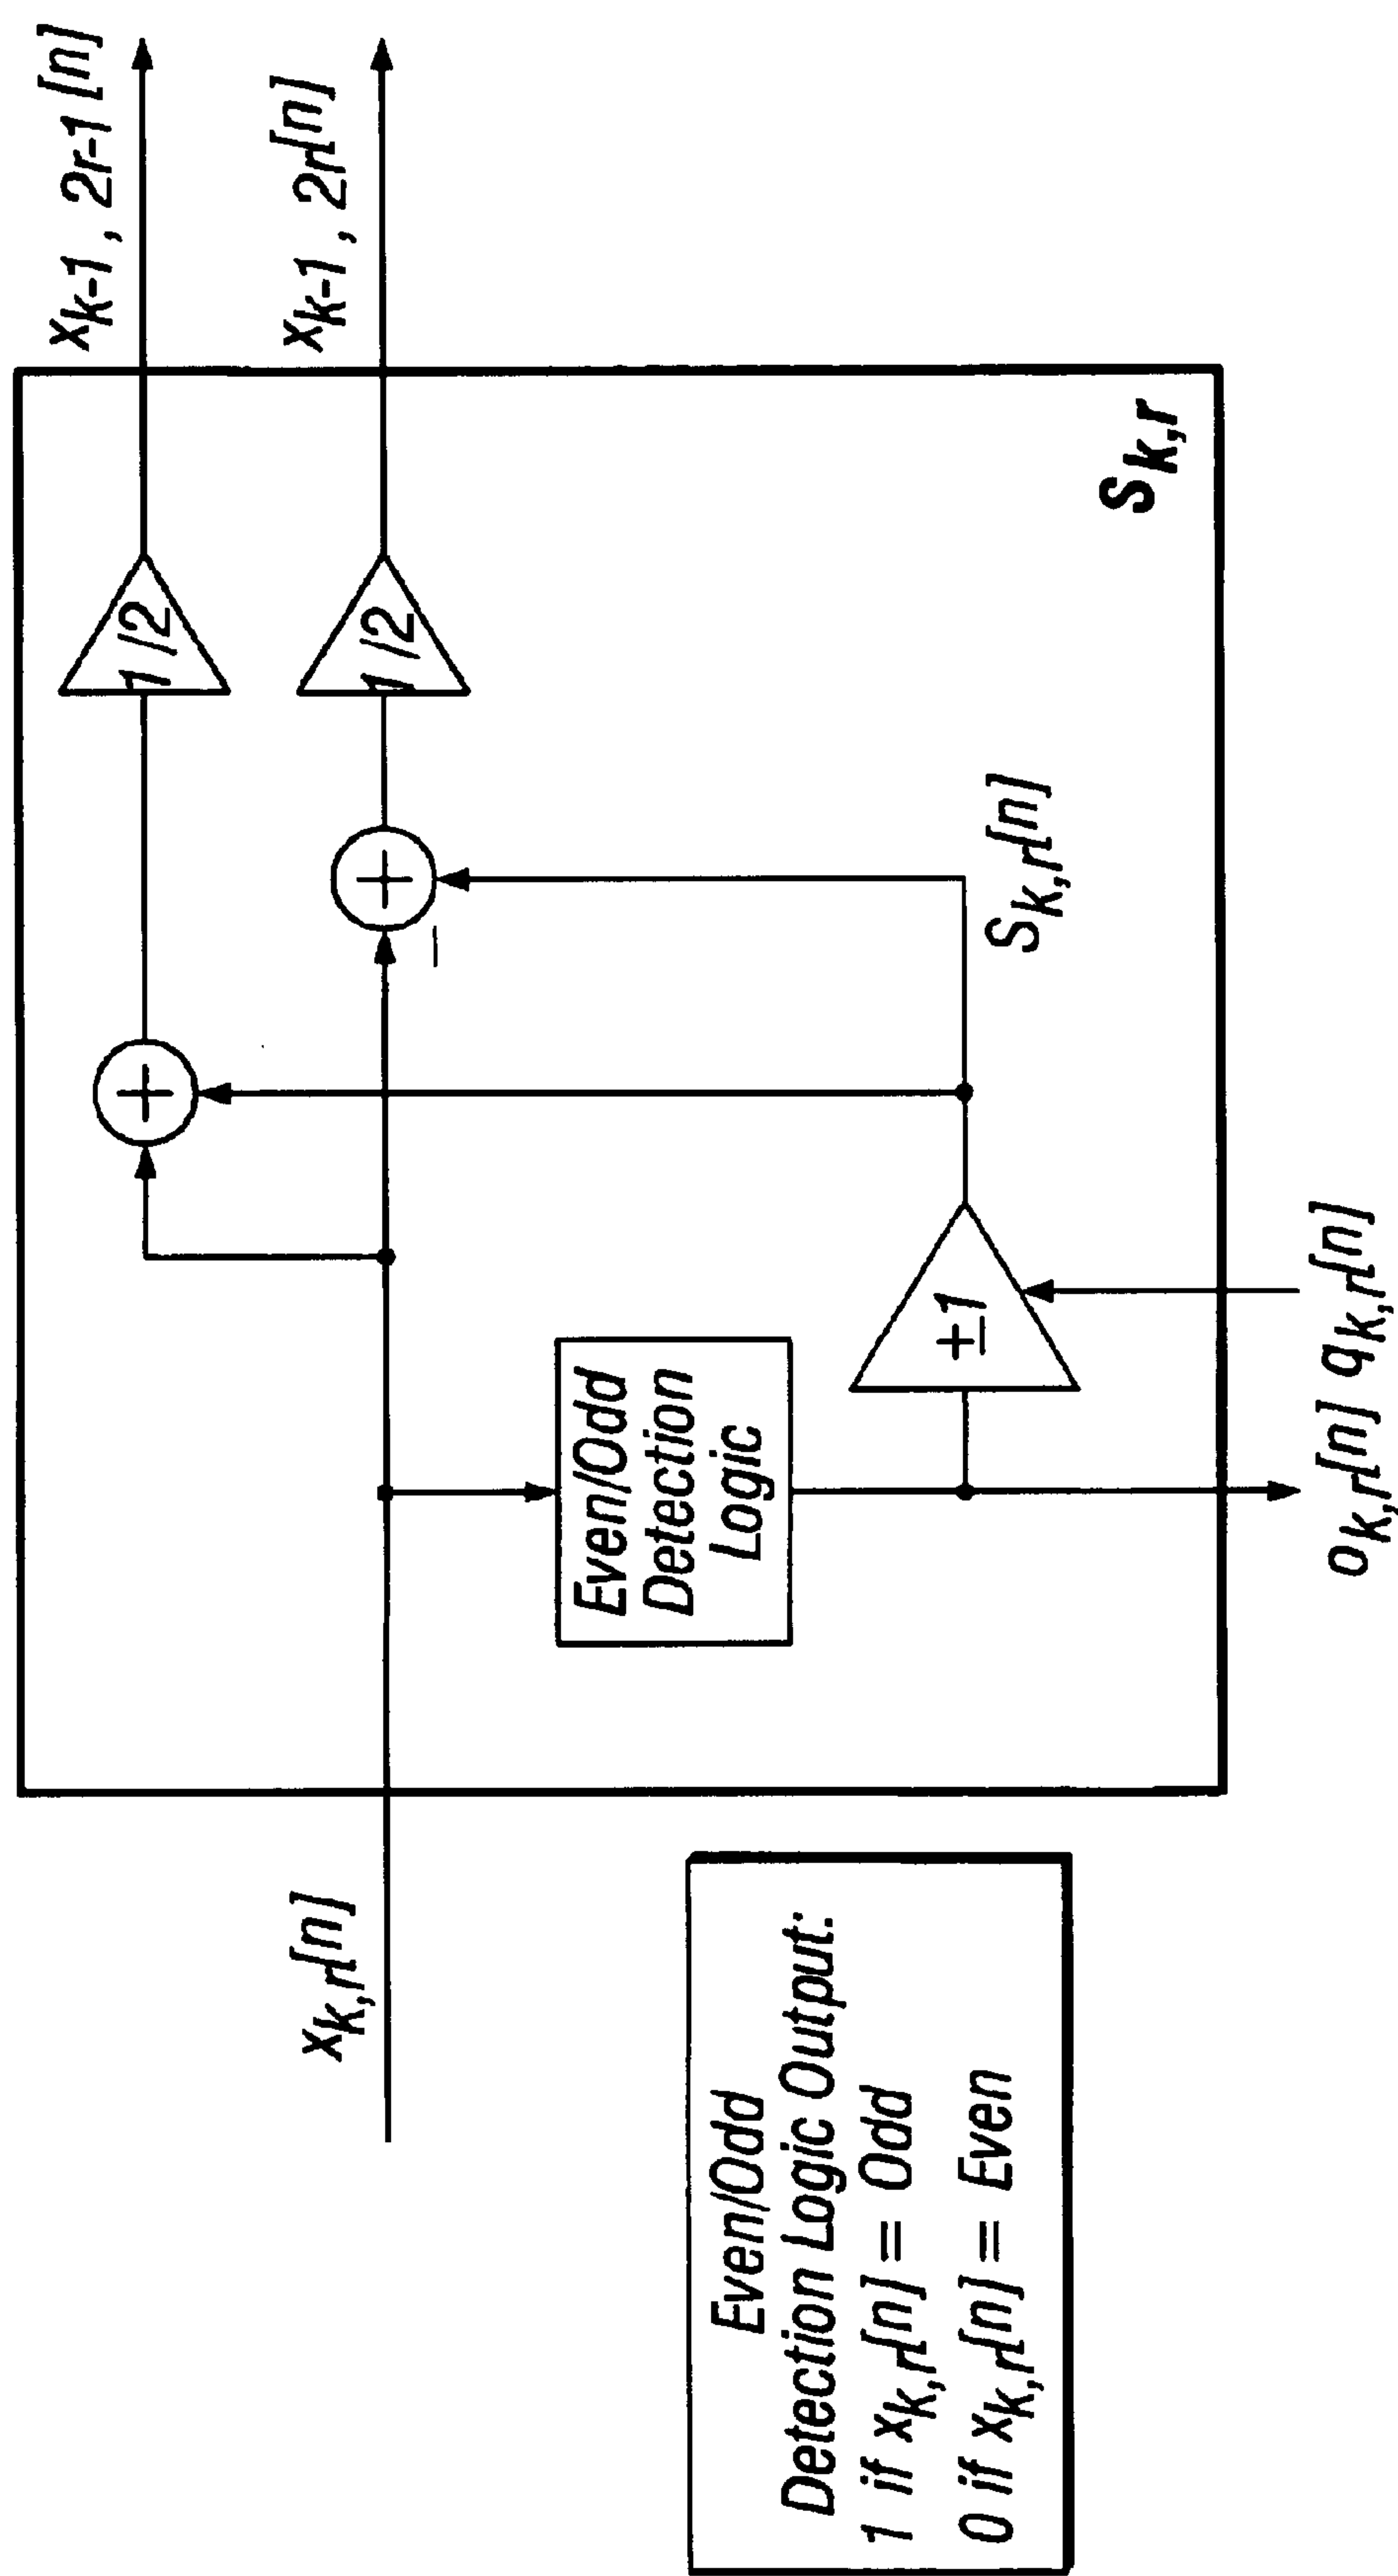 x_{k,r}[n]
x_{k-1, 2r-1}[n]
x_{k-1, 2r}[n]
1/2
1/2
+
+
–
Even/Odd
Detection
Logic
±1
S_{k,r}[n]
S_{k,r}
o_{k,r}[n] q_{k,r}[n]
Even/Odd
Detection Logic Output:
1 if x_{k,r}[n] = Odd
0 if x_{k,r}[n] = Even